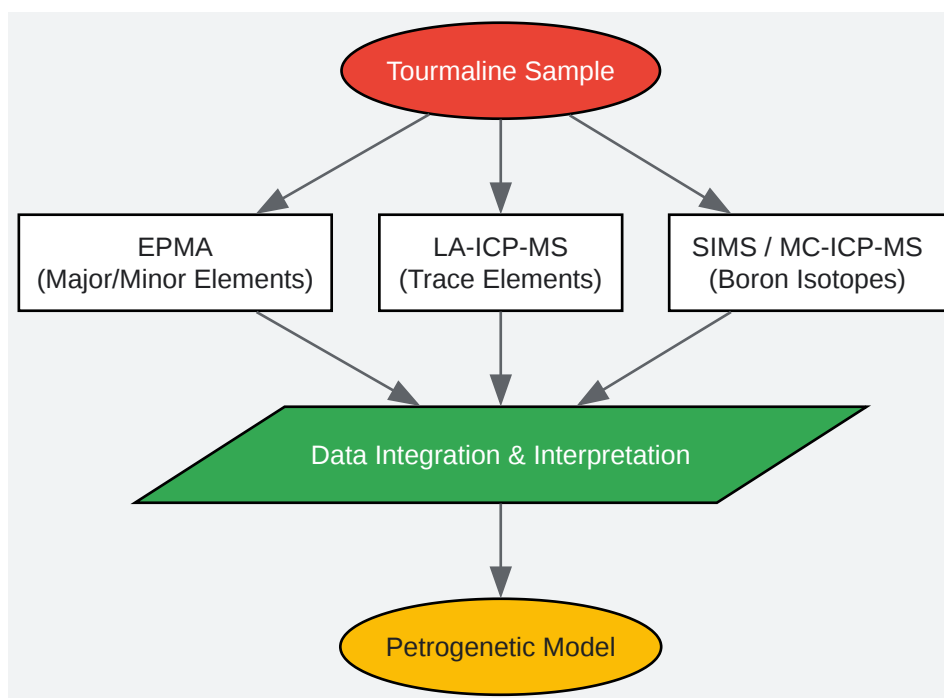 Tourmaline Sample
EPMA
(Major/Minor Elements)
LA-ICP-MS
(Trace Elements)
SIMS / MC-ICP-MS
(Boron Isotopes)
Data Integration & Interpretation
Petrogenetic Model